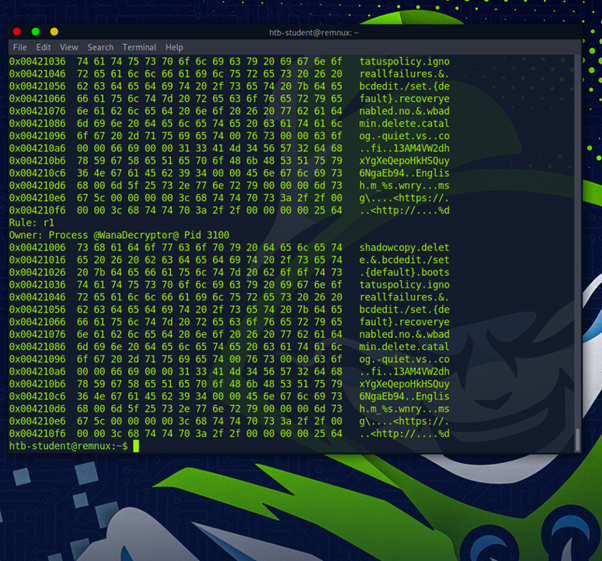 htb-student@remnux: ~
File Edit View Search Terminal Help
0x00421036 74 61 74 75 73 70 6f 6c 69 63 79 20 69 67 6e 6f tatuspolicy.igno
0x00421046 72 65 61 6c 6c 66 61 69 6c 75 72 65 73 20 26 20 reallfailures.&.
0x00421056 62 63 64 65 64 69 74 20 2f 73 65 74 20 7b 64 65 bcdedit./set.{de
0x00421066 66 61 75 6c 74 7d 20 72 65 63 6f 76 65 72 79 65 fault}.recoverye
0x00421076 6e 61 62 6c 65 64 20 6e 6f 20 26 20 77 62 61 64 nabled.no.&.wbad
0x00421086 6d 69 6e 20 64 65 6c 65 74 65 20 63 61 74 61 6c min.delete.catal
0x00421096 6f 67 20 2d 71 75 69 65 74 00 76 73 00 00 63 6f og.-quiet.vs..co
0x004210a6 00 00 66 69 00 00 31 33 41 4d 34 56 57 32 64 68 ..fi..13AM4VW2dh
0x004210b6 78 59 67 58 65 51 65 70 6f 48 6b 48 53 51 75 79 xYgXeQepoHkHSQuy
0x004210c6 36 4e 67 61 45 62 39 34 00 00 45 6e 67 6c 69 73 6NgaEb94..Englis
0x004210d6 68 00 6d 5f 25 73 2e 77 6e 72 79 00 00 00 6d 73 h.m_%s.wnry...ms
0x004210e6 67 5c 00 00 00 00 3c 68 74 74 70 73 3a 2f 2f 00 g\....<https://.
0x004210f6 00 00 3c 68 74 74 70 3a 2f 2f 00 00 00 00 25 64 ..<http://....%d
Rule: r1
Owner: Process @WanaDecryptor@ Pid 3100
0x00421006 73 68 61 64 6f 77 63 6f 70 79 20 64 65 6c 65 74 shadowcopy.delet
0x00421016 65 20 26 20 62 63 64 65 64 69 74 20 2f 73 65 74 e.&.bcdedit./set
0x00421026 20 7b 64 65 66 61 75 6c 74 7d 20 62 6f 6f 74 73 .{default}.boots
0x00421036 74 61 74 75 73 70 6f 6c 69 63 79 20 69 67 6e 6f tatuspolicy.igno
0x00421046 72 65 61 6c 6c 66 61 69 6c 75 72 65 73 20 26 20 reallfailures.&.
0x00421056 62 63 64 65 64 69 74 20 2f 73 65 74 20 7b 64 65 bcdedit./set.{de
0x00421066 66 61 75 6c 74 7d 20 72 65 63 6f 76 65 72 79 65 fault}.recoverye
0x00421076 6e 61 62 6c 65 64 20 6e 6f 20 26 20 77 62 61 64 nabled.no.&.wbad
0x00421086 6d 69 6e 20 64 65 6c 65 74 65 20 63 61 74 61 6c min.delete.catal
0x00421096 6f 67 20 2d 71 75 69 65 74 00 76 73 00 00 63 6f og.-quiet.vs..co
0x004210a6 00 00 66 69 00 00 31 33 41 4d 34 56 57 32 64 68 ..fi..13AM4VW2dh
0x004210b6 78 59 67 58 65 51 65 70 6f 48 6b 48 53 51 75 79 xYgXeQepoHkHSQuy
0x004210c6 36 4e 67 61 45 62 39 34 00 00 45 6e 67 6c 69 73 6NgaEb94..Englis
0x004210d6 68 00 6d 5f 25 73 2e 77 6e 72 79 00 00 00 6d 73 h.m_%s.wnry...ms
0x004210e6 67 5c 00 00 00 00 3c 68 74 74 70 73 3a 2f 2f 00 g\....<https://.
0x004210f6 00 00 3c 68 74 74 70 3a 2f 2f 00 00 00 00 25 64 ..<http://....%d
htb-student@remnux:~$